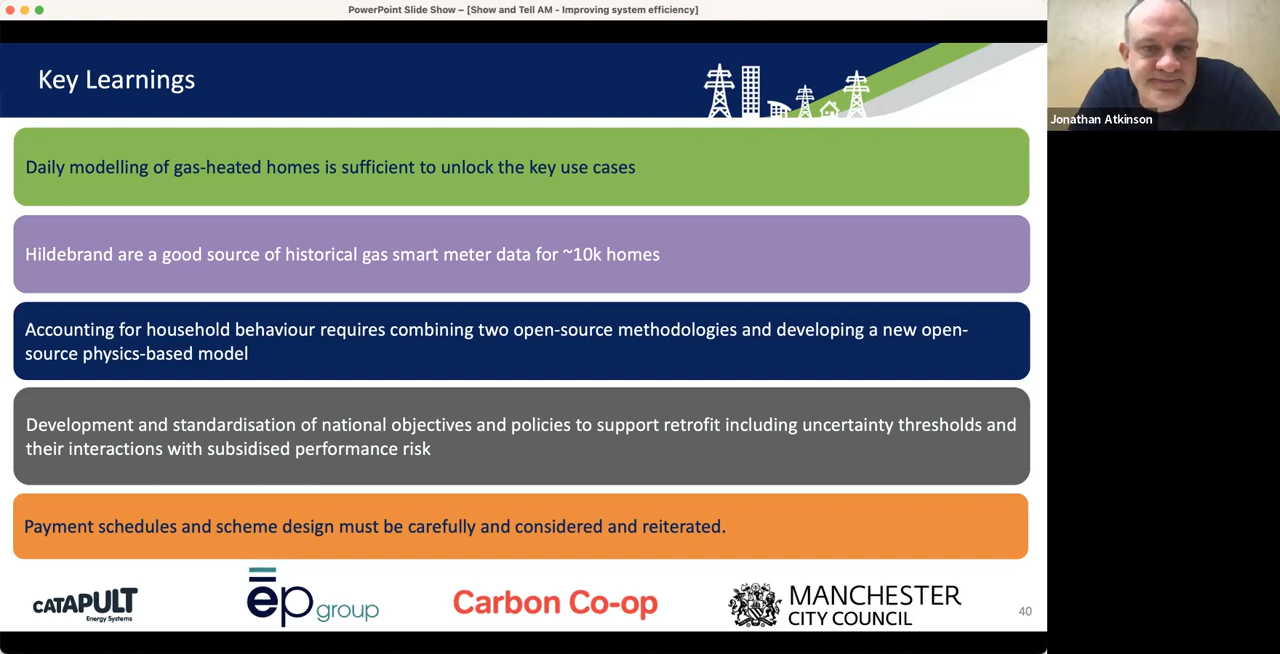 PowerPoint Slide Show – [Show and Tell AM - Improving system efficiency]
Key Learnings
Jonathan Atkinson
Daily modelling of gas-heated homes is sufficient to unlock the key use cases
Hildebrand are a good source of historical gas smart meter data for ~10k homes
Accounting for household behaviour requires combining two open-source methodologies and developing a new open-
source physics-based model
Development and standardisation of national objectives and policies to support retrofit including uncertainty thresholds and
their interactions with subsidised performance risk
Payment schedules and scheme design must be carefully and considered and reiterated.
CATAPULT
Energy Systems
ēp group
Carbon Co-op
MANCHESTER
CITY COUNCIL
40